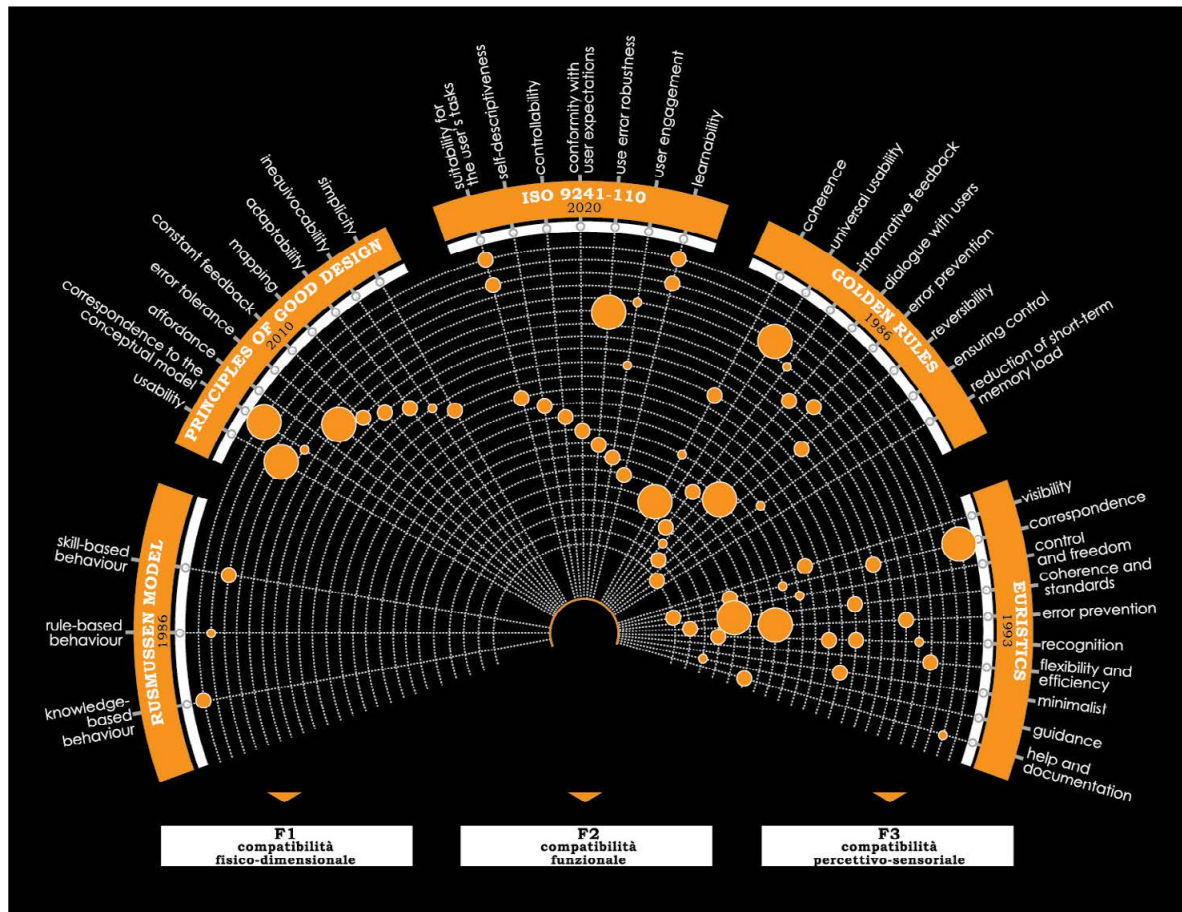 RUSMUSSEN MODEL
1986
skill-based
behaviour
rule-based
behaviour
knowledge-
based
behaviour
PRINCIPLES OF GOOD DESIGN
2010
usability
correspondence to the
conceptual model
affordance
error tolerance
constant feedback
mapping
adaptability
inequivocability
simplicity
ISO 9241-110
2020
suitability for
the user's tasks
self-descriptiveness
controllability
conformity with
user expectations
use error robustness
user engagement
learnability
GOLDEN RULES
1986
coherence
universal usability
informative feedback
dialogue with users
error prevention
reversibility
ensuring control
reduction of short-term
memory load
EURISTICS
1993
visibility
correspondence
control
and freedom
coherence and
standards
error prevention
recognition
flexibility and
efficiency
minimalist
guidance
help and
documentation
F1
compatibilità
fisico-dimensionale
F2
compatibilità
funzionale
F3
compatibilità
percettivo-sensoriale